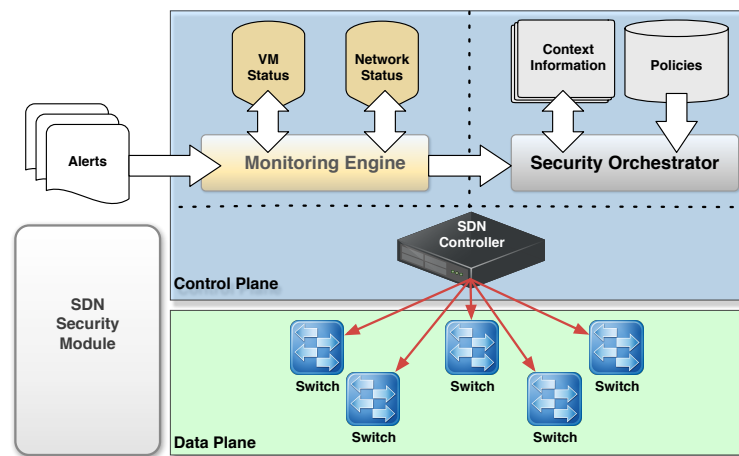 VM
Status
Network
Status
Context
Information
Policies
Alerts
Monitoring Engine
Security Orchestrator
SDN
Controller
Control Plane
SDN
Security
Module
Switch
Switch
Switch
Switch
Switch
Data Plane